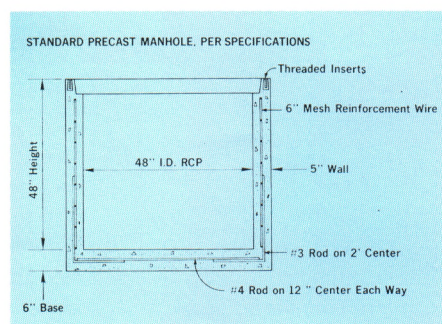 STANDARD PRECAST MANHOLE, PER SPECIFICATIONS
Threaded Inserts
6" Mesh Reinforcement Wire
48" I.D. RCP
5" Wall
48" Height
#3 Rod on 2' Center
#4 Rod on 12 " Center Each Way
6" Base